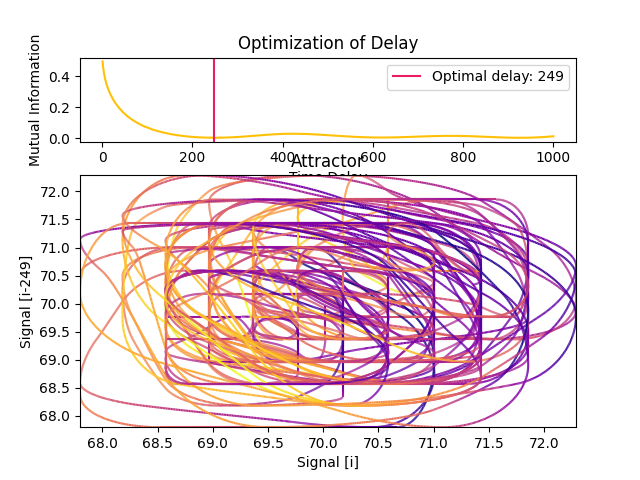 Optimization of Delay
Mutual Information
0.4
0.2
0.0
Optimal delay: 249
0 200 400 600 800 1000
Time Delay
Attractor
Signal [i-249]
72.0
71.5
71.0
70.5
70.0
69.5
69.0
68.5
68.0
68.0 68.5 69.0 69.5 70.0 70.5 71.0 71.5 72.0
Signal [i]